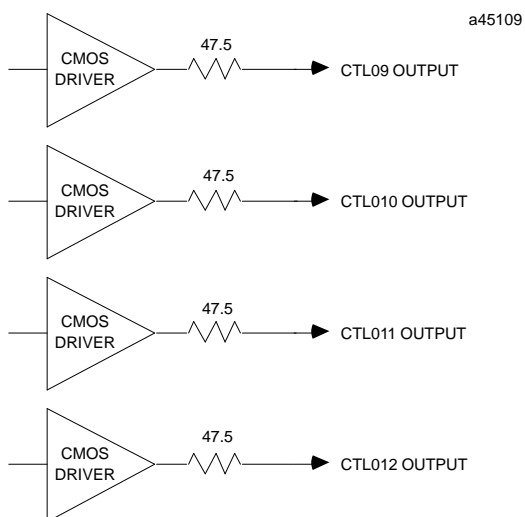 a45109
47.5
CMOS
DRIVER
CTL09 OUTPUT
47.5
CMOS
DRIVER
CTL010 OUTPUT
47.5
CMOS
DRIVER
CTL011 OUTPUT
47.5
CMOS
DRIVER
CTL012 OUTPUT